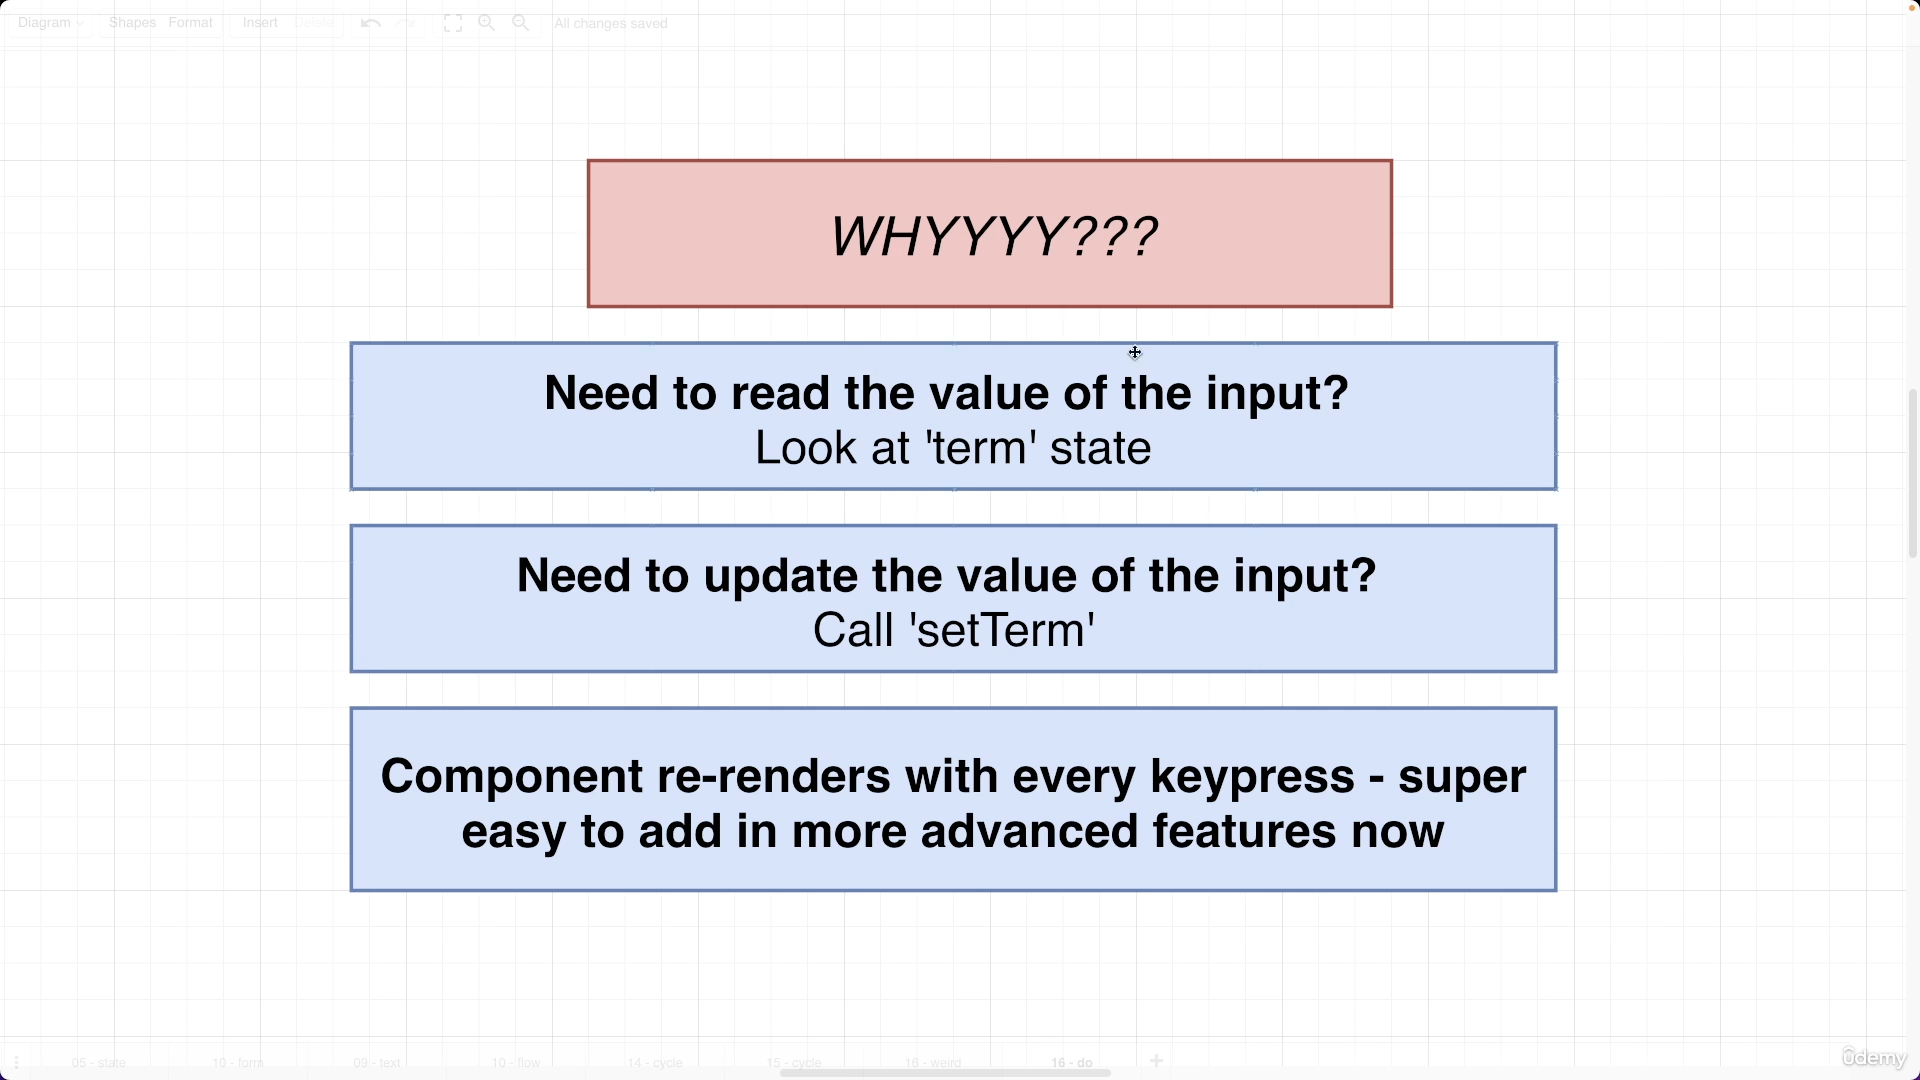 Diagram Shapes Format Insert Delete All changes saved
WHYYYY???
Need to read the value of the input?
Look at 'term' state
Need to update the value of the input?
Call 'setTerm'
Component re-renders with every keypress - super
easy to add in more advanced features now
05 - state 10 - form 09 - text 10 - flow 14 - cycle 15 - cycle 16 - weird 16 - do
ûdemy